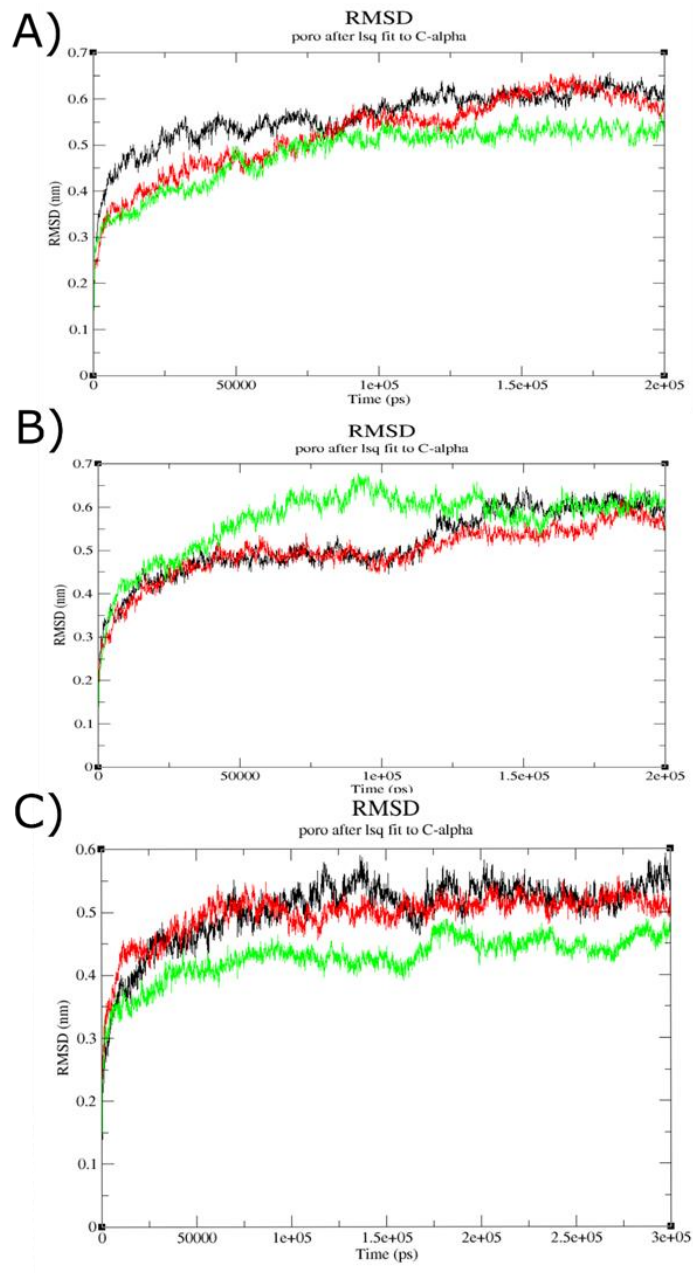 A)
RMSD
poro after lsq fit to C-alpha
0.7
0.6
0.5
0.4
0.3
0.2
0.1
0
RMSD (nm)
0 50000 1e+05 1.5e+05 2e+05
Time (ps)
B)
RMSD
poro after lsq fit to C-alpha
0.7
0.6
0.5
0.4
0.3
0.2
0.1
0
RMSD (nm)
0 50000 1e+05 1.5e+05 2e+05
Time (ps)
C)
RMSD
poro after lsq fit to C-alpha
0.6
0.5
0.4
0.3
0.2
0.1
0
RMSD (nm)
0 50000 1e+05 1.5e+05 2e+05 2.5e+05 3e+05
Time (ps)